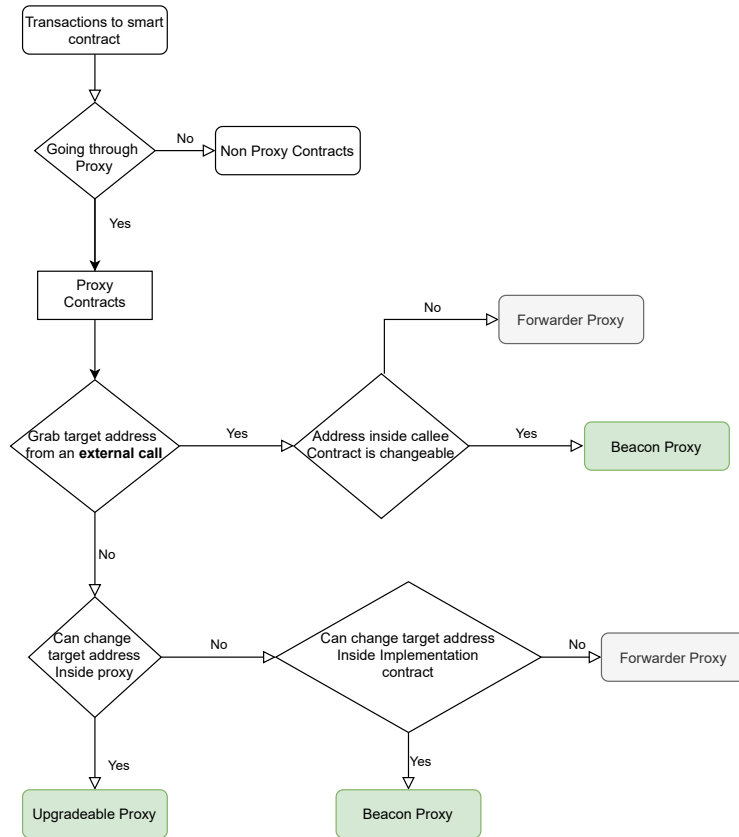 Transactions to smart
contract
Going through
Proxy
No
Non Proxy Contracts
Yes
Proxy
Contracts
No
Forwarder Proxy
Grab target address
from an external call
Yes
Address inside callee
Contract is changeable
Yes
Beacon Proxy
No
Can change
target address
Inside proxy
No
Can change target address
Inside Implementation
contract
No
Forwarder Proxy
Yes
Upgradeable Proxy
Yes
Beacon Proxy